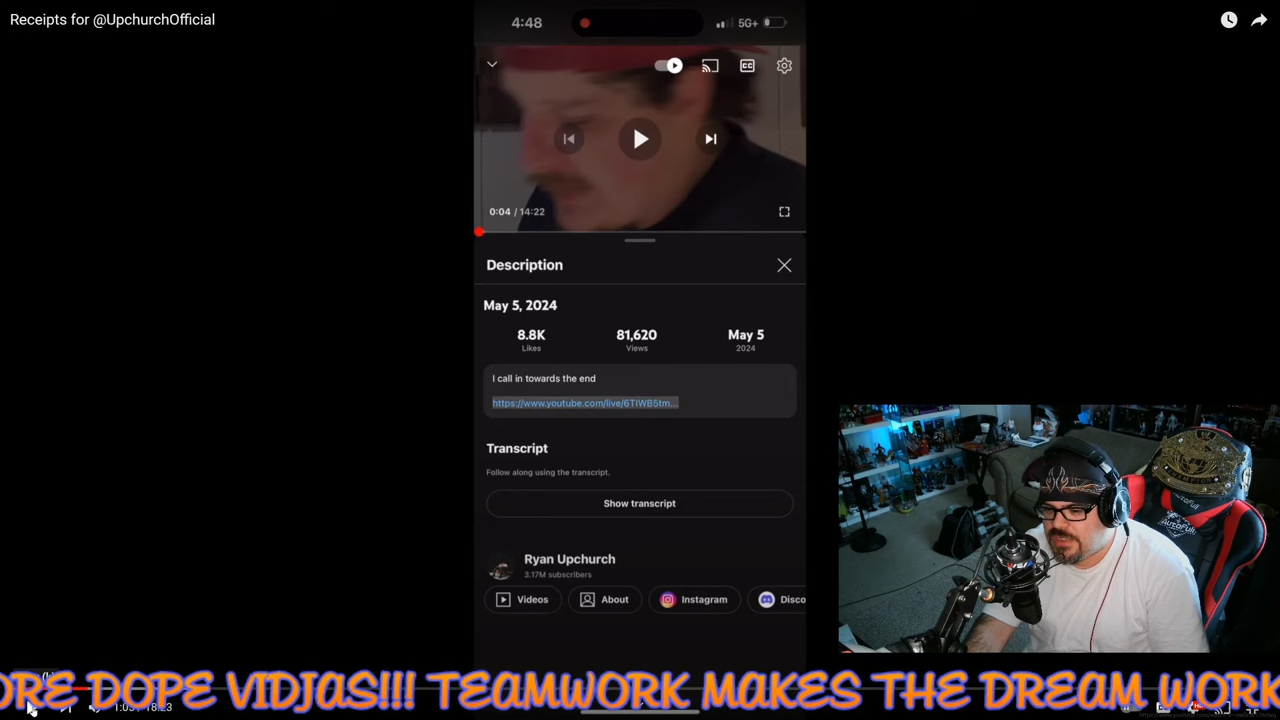 Receipts for @UpchurchOfficial
4:48
5G+
CC
0:04 / 14:22
Description
May 5, 2024
8.8K
Likes
81,620
Views
May 5
2024
I call in towards the end
https://www.youtube.com/live/6TIWB5tm...
Transcript
Follow along using the transcript.
Show transcript
Ryan Upchurch
3.17M subscribers
Videos
About
Instagram
Disco
AUTOFULL
ORE DOPE VIDJAS!!! TEAMWORK MAKES THE DREAM WORK